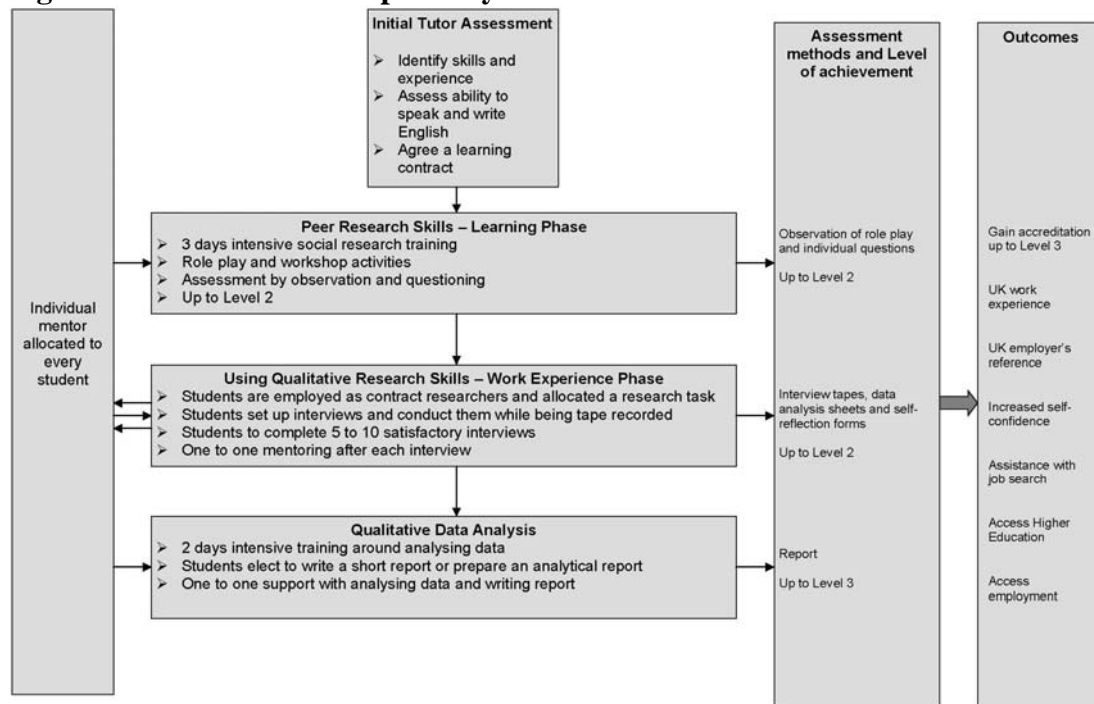 Initial Tutor Assessment
➢ Identify skills and
experience
➢ Assess ability to
speak and write
English
➢ Agree a learning
contract
Peer Research Skills – Learning Phase
➢ 3 days intensive social research training
➢ Role play and workshop activities
➢ Assessment by observation and questioning
➢ Up to Level 2
Individual
mentor
allocated to
every
student
Using Qualitative Research Skills – Work Experience Phase
➢ Students are employed as contract researchers and allocated a research task
➢ Students set up interviews and conduct them while being tape recorded
➢ Students to complete 5 to 10 satisfactory interviews
➢ One to one mentoring after each interview
Qualitative Data Analysis
➢ 2 days intensive training around analysing data
➢ Students elect to write a short report or prepare an analytical report
➢ One to one support with analysing data and writing report
Assessment
methods and Level
of achievement
Observation of role play
and individual questions
Up to Level 2
Interview tapes, data
analysis sheets and self-
reflection forms
Up to Level 2
Report
Up to Level 3
Outcomes
Gain accreditation
up to Level 3
UK work
experience
UK employer's
reference
Increased self-
confidence
Assistance with
job search
Access Higher
Education
Access
employment